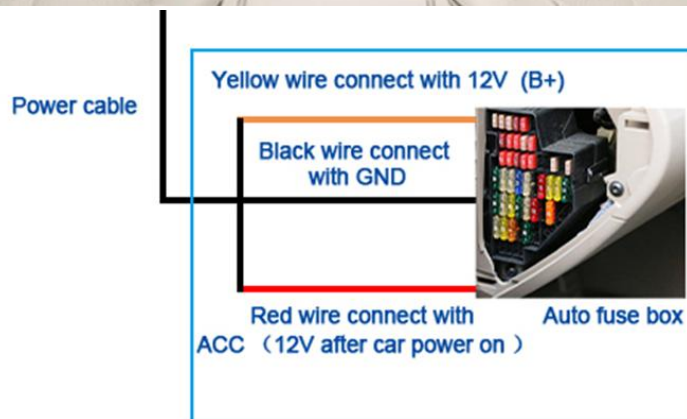 Yellow wire connect with 12V (B+)
Power cable
Black wire connect
with GND
Red wire connect with
ACC （12V after car power on ）
Auto fuse box